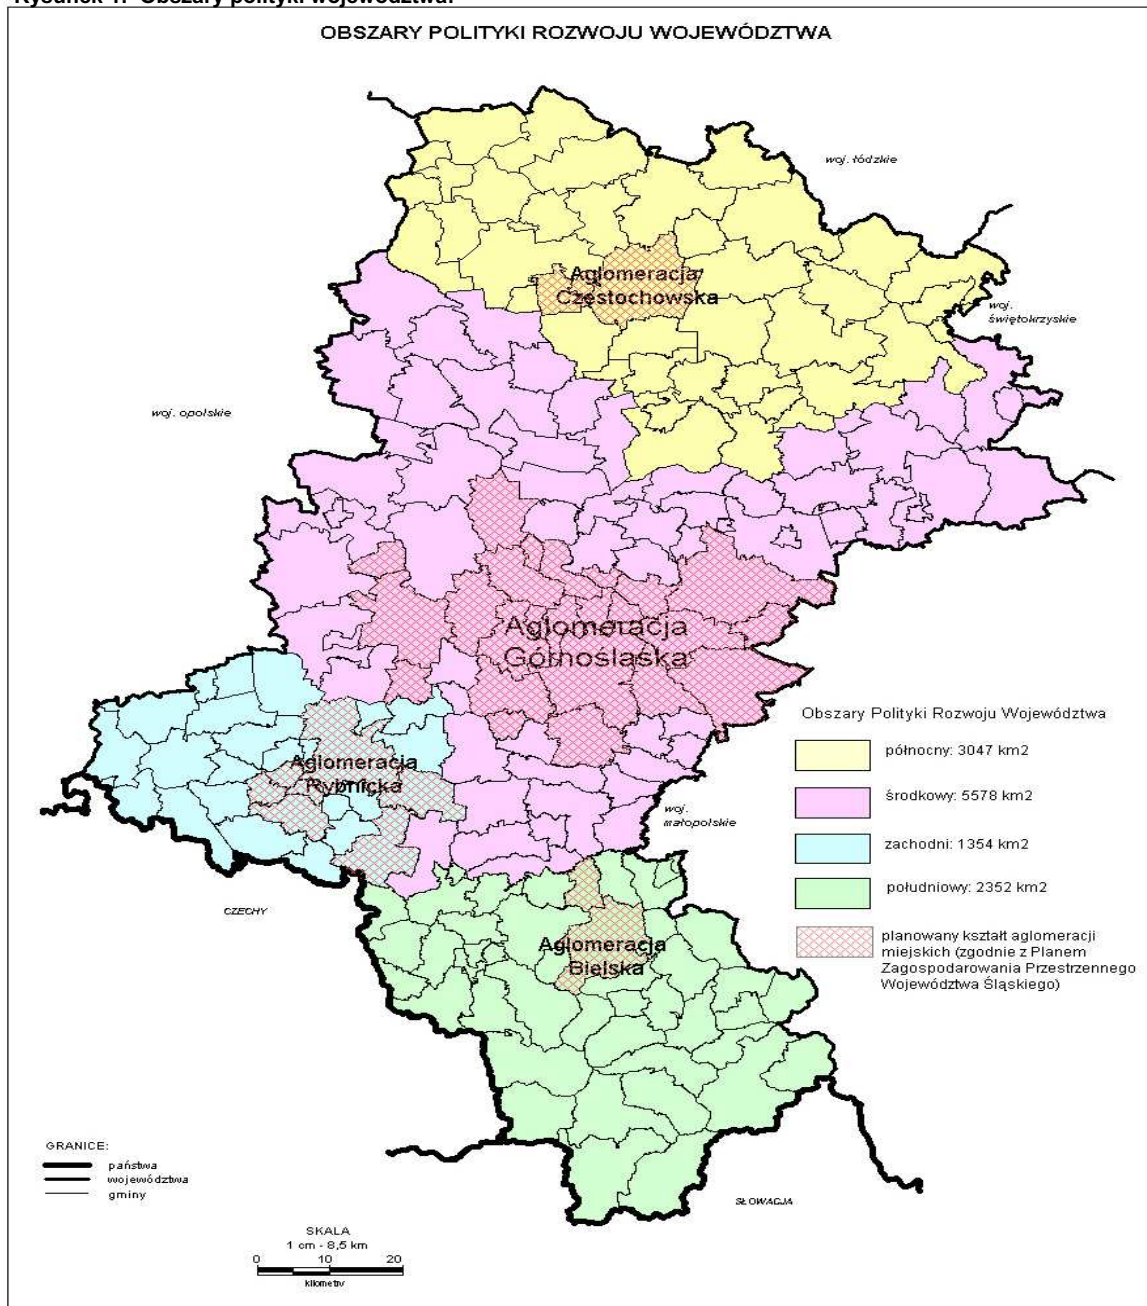 Rysunek 1. Obszary polityki województwa.
OBSZARY POLITYKI ROZWOJU WOJEWÓDZTWA
woj. łódzkie
Aglomeracja
Częstochowska
woj.
świętokrzyskie
woj. opolskie
Aglomeracja
Górnośląska
Obszary Polityki Rozwoju Województwa
północny: 3047 km2
środkowy: 5578 km2
zachodni: 1354 km2
południowy: 2352 km2
planowany kształt aglomeracji
miejskich (zgodnie z Planem
Zagospodarowania Przestrzennego
Województwa Śląskiego)
Aglomeracja
Rybnicka
woj.
małopolskie
CZECHY
Aglomeracja
Bielska
GRANICE:
państwa
województwa
gminy
SŁOWACJA
SKALA
1 cm - 8,5 km
0 10 20
kilometry